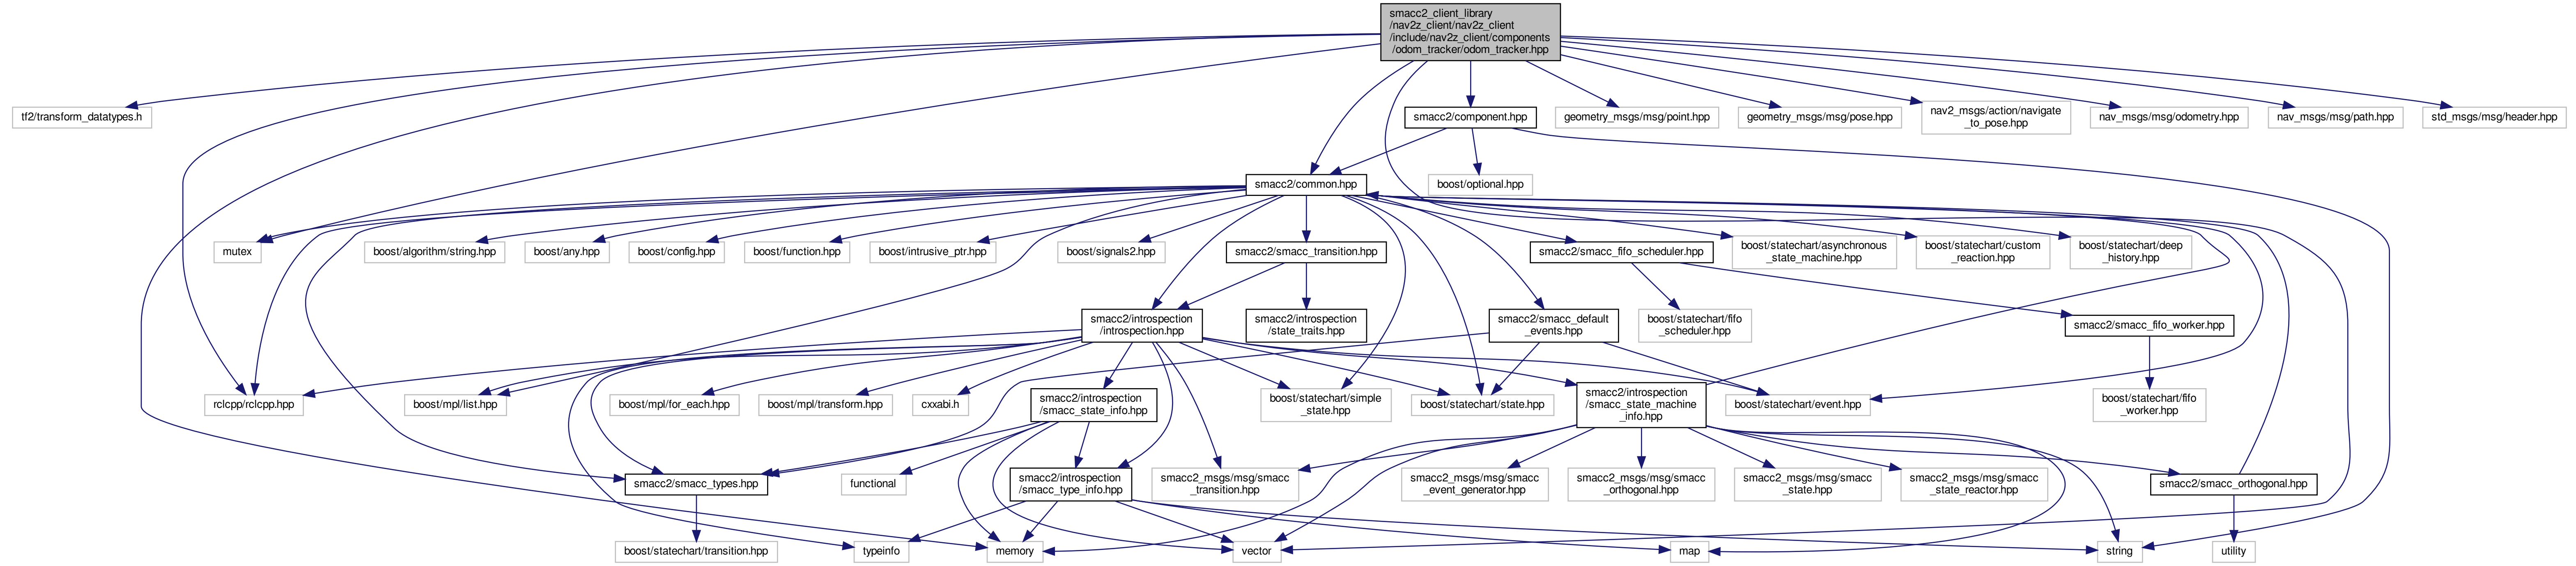 smacc2_client_library
/nav2z_client/nav2z_client
/include/nav2z_client/components
/odom_tracker/odom_tracker.hpp
tf2/transform_datatypes.h
smacc2/component.hpp
geometry_msgs/msg/point.hpp
geometry_msgs/msg/pose.hpp
nav2_msgs/action/navigate
_to_pose.hpp
nav_msgs/msg/odometry.hpp
nav_msgs/msg/path.hpp
std_msgs/msg/header.hpp
smacc2/common.hpp
boost/optional.hpp
mutex
boost/algorithm/string.hpp
boost/any.hpp
boost/config.hpp
boost/function.hpp
boost/intrusive_ptr.hpp
boost/signals2.hpp
smacc2/smacc_transition.hpp
smacc2/smacc_fifo_scheduler.hpp
boost/statechart/asynchronous
_state_machine.hpp
boost/statechart/custom
_reaction.hpp
boost/statechart/deep
_history.hpp
smacc2/introspection
/introspection.hpp
smacc2/introspection
/state_traits.hpp
smacc2/smacc_default
_events.hpp
boost/statechart/fifo
_scheduler.hpp
smacc2/smacc_fifo_worker.hpp
rclcpp/rclcpp.hpp
boost/mpl/list.hpp
boost/mpl/for_each.hpp
boost/mpl/transform.hpp
cxxabi.h
smacc2/introspection
/smacc_state_info.hpp
boost/statechart/simple
_state.hpp
boost/statechart/state.hpp
smacc2/introspection
/smacc_state_machine
_info.hpp
boost/statechart/event.hpp
boost/statechart/fifo
_worker.hpp
smacc2/smacc_types.hpp
functional
smacc2/introspection
/smacc_type_info.hpp
smacc2_msgs/msg/smacc
_transition.hpp
smacc2_msgs/msg/smacc
_event_generator.hpp
smacc2_msgs/msg/smacc
_orthogonal.hpp
smacc2_msgs/msg/smacc
_state.hpp
smacc2_msgs/msg/smacc
_state_reactor.hpp
smacc2/smacc_orthogonal.hpp
boost/statechart/transition.hpp
typeinfo
memory
vector
map
string
utility